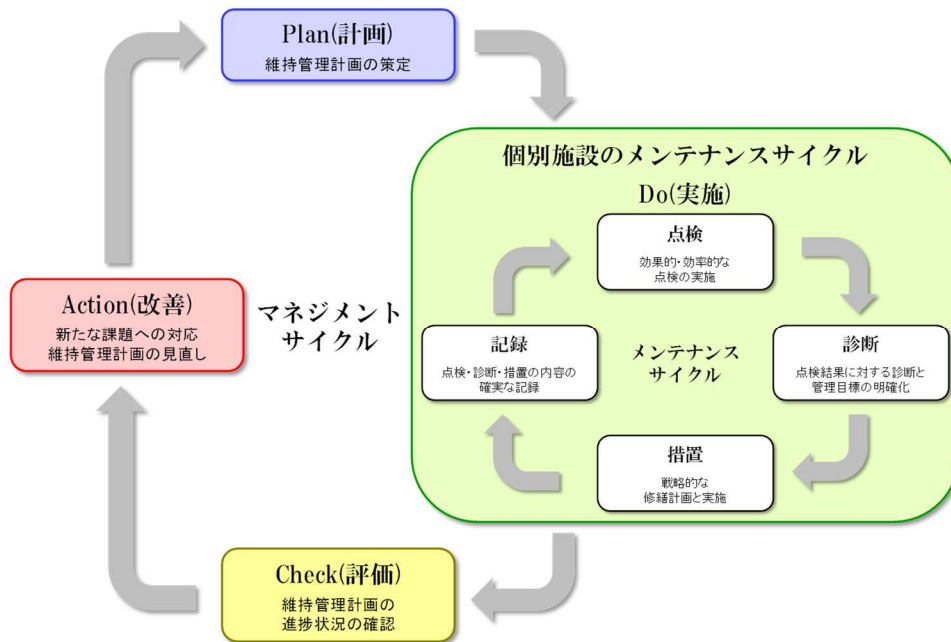 Plan(計画)
維持管理計画の策定
個別施設のメンテナンスサイクル
Do(実施)
点検
効果的・効率的な
点検の実施
診断
点検結果に対する診断と
管理目標の明確化
措置
戦略的な
修繕計画と実施
記録
点検・診断・措置の内容の
確実な記録
メンテナンス
サイクル
マネジメント
サイクル
Check(評価)
維持管理計画の
進捗状況の確認
Action(改善)
新たな課題への対応
維持管理計画の見直し